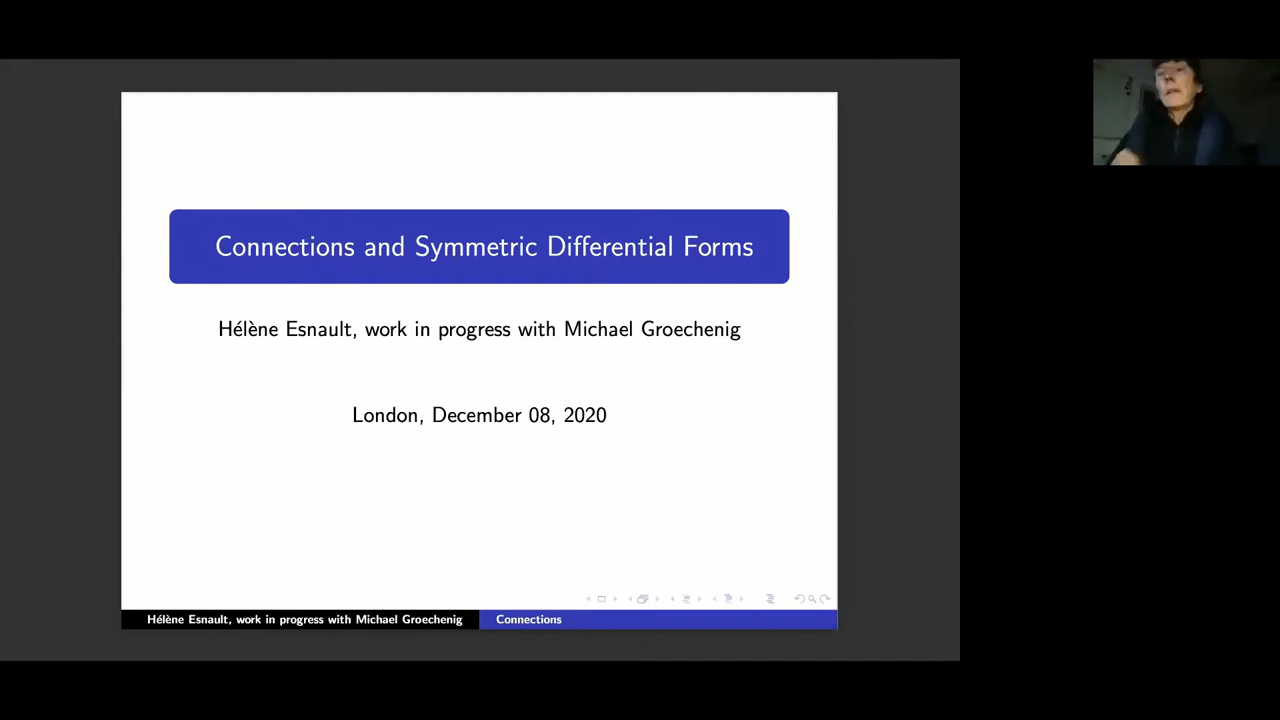 Connections and Symmetric Differential Forms
Hélène Esnault, work in progress with Michael Groechenig
London, December 08, 2020
Hélène Esnault, work in progress with Michael Groechenig
Connections